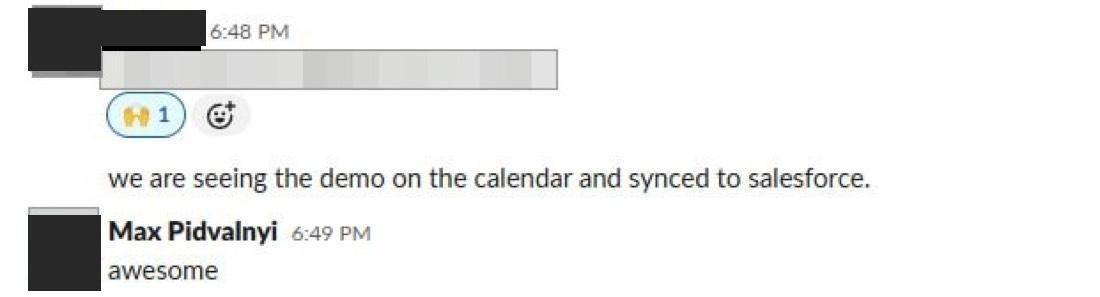 6:48 PM
1
we are seeing the demo on the calendar and synced to salesforce.
Max Pidvalnyi 6:49 PM
awesome